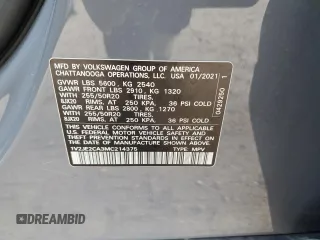 MFD BY VOLKSWAGEN GROUP OF AMERICA
CHATTANOOGA OPERATIONS, LLC. USA 01/2021
GVWR LBS 5600 , KG 2540
GAWR FRONT LBS 2910 , KG 1320
WITH 255/50R20 TIRES,
8JX20 RIMS, AT 250 KPA, 36 PSI COLD
GAWR REAR LBS 2800 , KG 1270
WITH 255/50R20 TIRES,
8JX20 RIMS, AT 250 KPA, 36 PSI COLD
THIS VEHICLE CONFORMS TO ALL APPLICABLE
FEDERAL MOTOR VEHICLE SAFETY AND
THEFT PREVENTION STANDARDS IN EFFECT ON
THE DATE OF MANUFACTURE SHOWN ABOVE.
1V2JE2CA3MC214375 TYPE: MPV
© 2024 BIDFAX